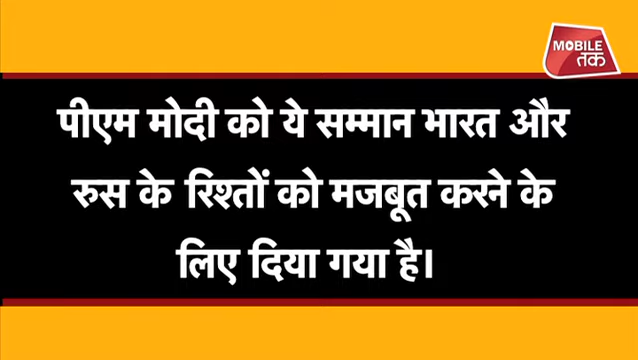 MOBILE
तक
पीएम मोदी को ये सम्मान भारत और
रुस के रिश्तों को मजबूत करने के
लिए दिया गया है।